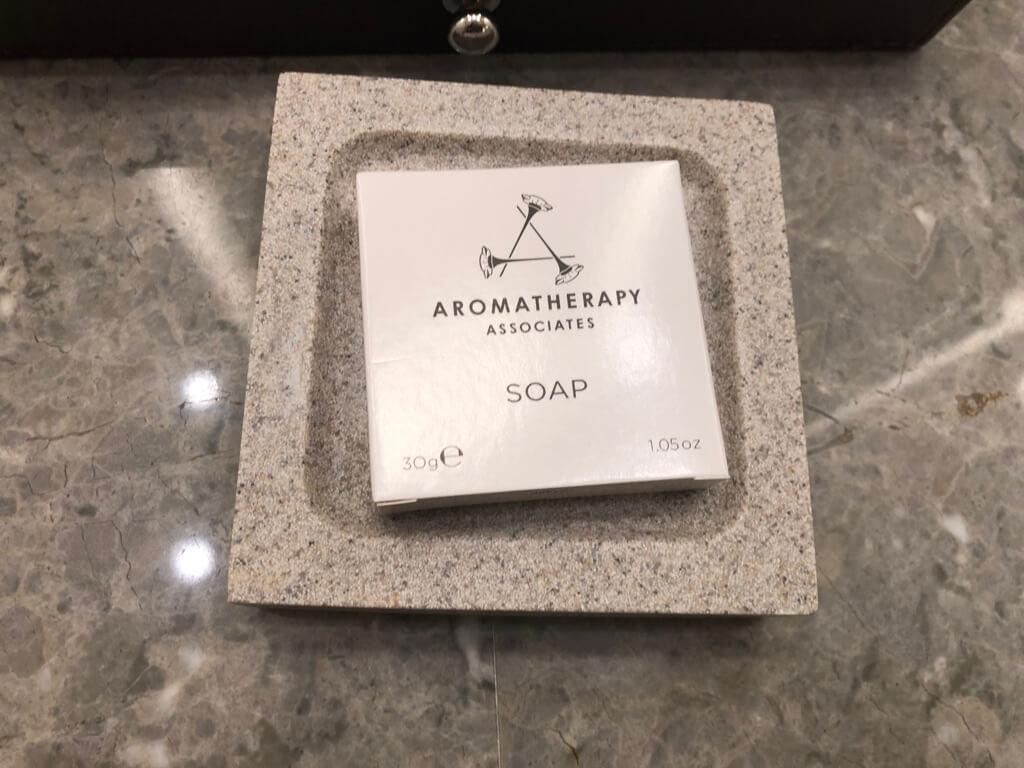 AROMATHERAPY
ASSOCIATES
SOAP
30g℮ 1.05oz